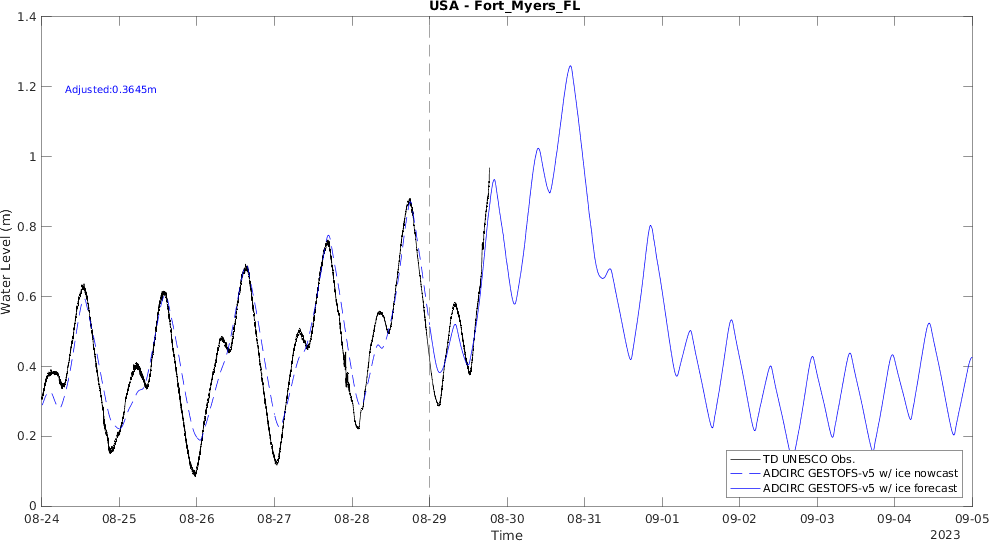 USA - Fort_Myers_FL
1.4
1.2
1
0.8
0.6
0.4
0.2
0
Water Level (m)
Adjusted:0.3645m
TD UNESCO Obs.
ADCIRC GESTOFS-v5 w/ ice nowcast
ADCIRC GESTOFS-v5 w/ ice forecast
08-24 08-25 08-26 08-27 08-28 08-29 08-30 08-31 09-01 09-02 09-03 09-04 09-05
Time
2023